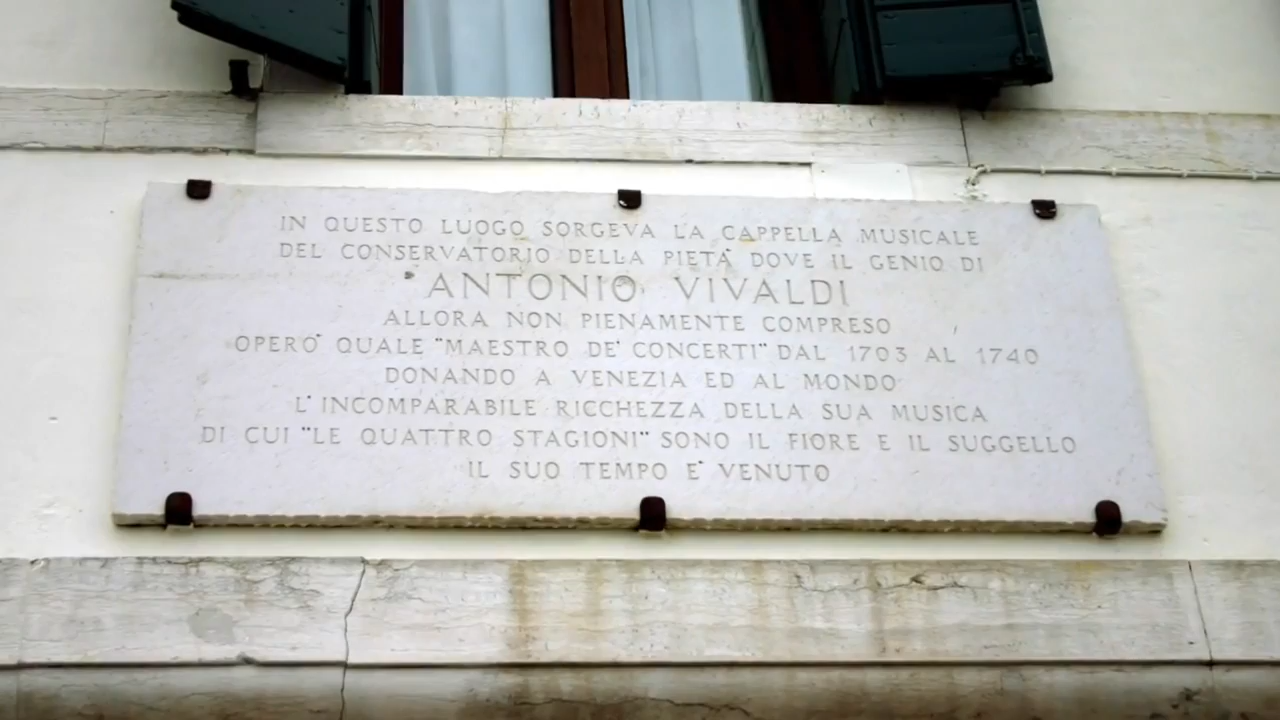 IN QUESTO LUOGO SORGEVA LA CAPPELLA MUSICALE
DEL CONSERVATORIO DELLA PIETA' DOVE IL GENIO DI
ANTONIO VIVALDI
ALLORA NON PIENAMENTE COMPRESO
OPERO' QUALE "MAESTRO DE' CONCERTI" DAL 1703 AL 1740
DONANDO A VENEZIA ED AL MONDO
L'INCOMPARABILE RICCHEZZA DELLA SUA MUSICA
DI CUI "LE QUATTRO STAGIONI" SONO IL FIORE E IL SUGGELLO
IL SUO TEMPO E' VENUTO